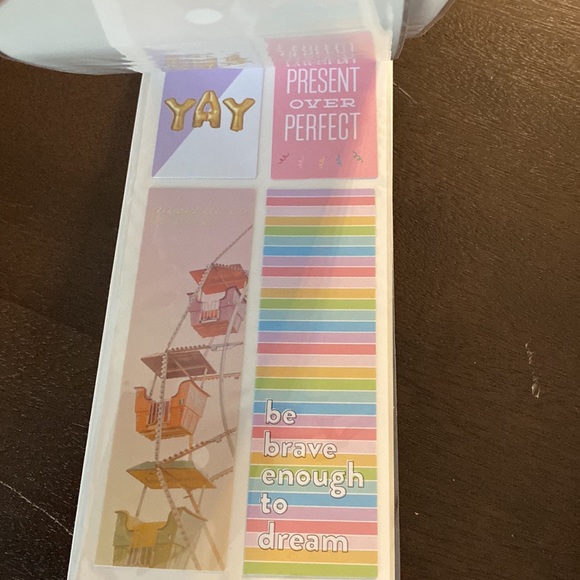 YAY
PRESENT
OVER
PERFECT
be
brave
enough
to
dream